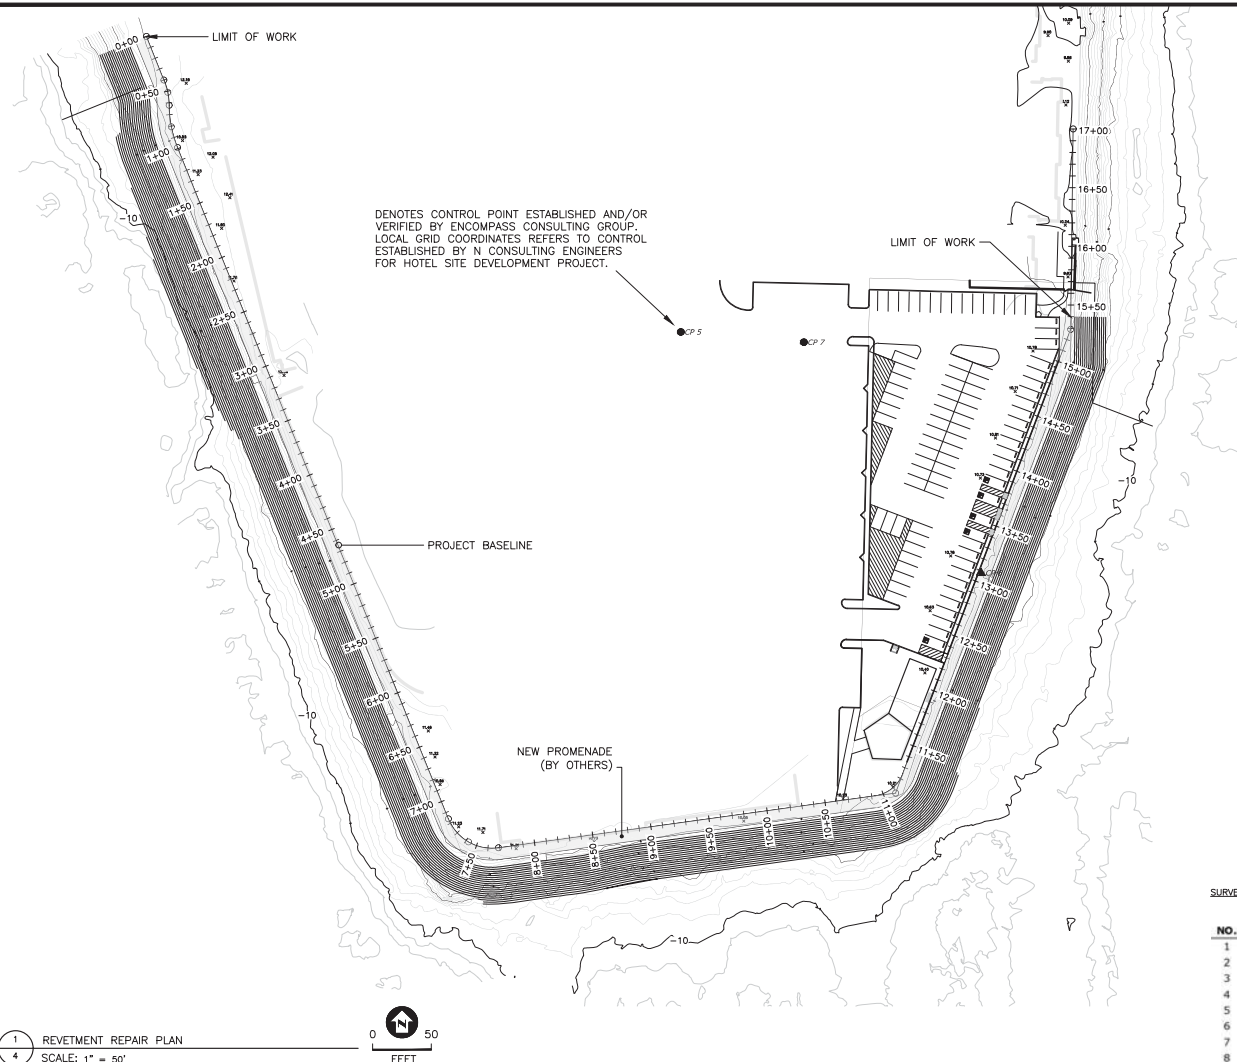 LIMIT OF WORK
0+00
0+50
1+00
-10
1+50
2+00
2+50
3+00
3+50
4+00
4+50
5+00
5+50
6+00
-10
6+50
7+00
7+50
8+00
8+50
9+00
9+50
10+00
10+50
11+00
11+50
12+00
12+50
13+00
13+50
14+00
14+50
15+00
15+50
16+00
16+50
17+00
-10
-10
DENOTES CONTROL POINT ESTABLISHED AND/OR
VERIFIED BY ENCOMPASS CONSULTING GROUP.
LOCAL GRID COORDINATES REFERS TO CONTROL
ESTABLISHED BY N CONSULTING ENGINEERS
FOR HOTEL SITE DEVELOPMENT PROJECT.
LIMIT OF WORK
CP 5
CP 7
PROJECT BASELINE
NEW PROMENADE
(BY OTHERS)
SURVE
NO.
1
2
3
4
5
6
7
8
1
4
REVETMENT REPAIR PLAN
SCALE: 1" = 50'
N
0 50
FEET